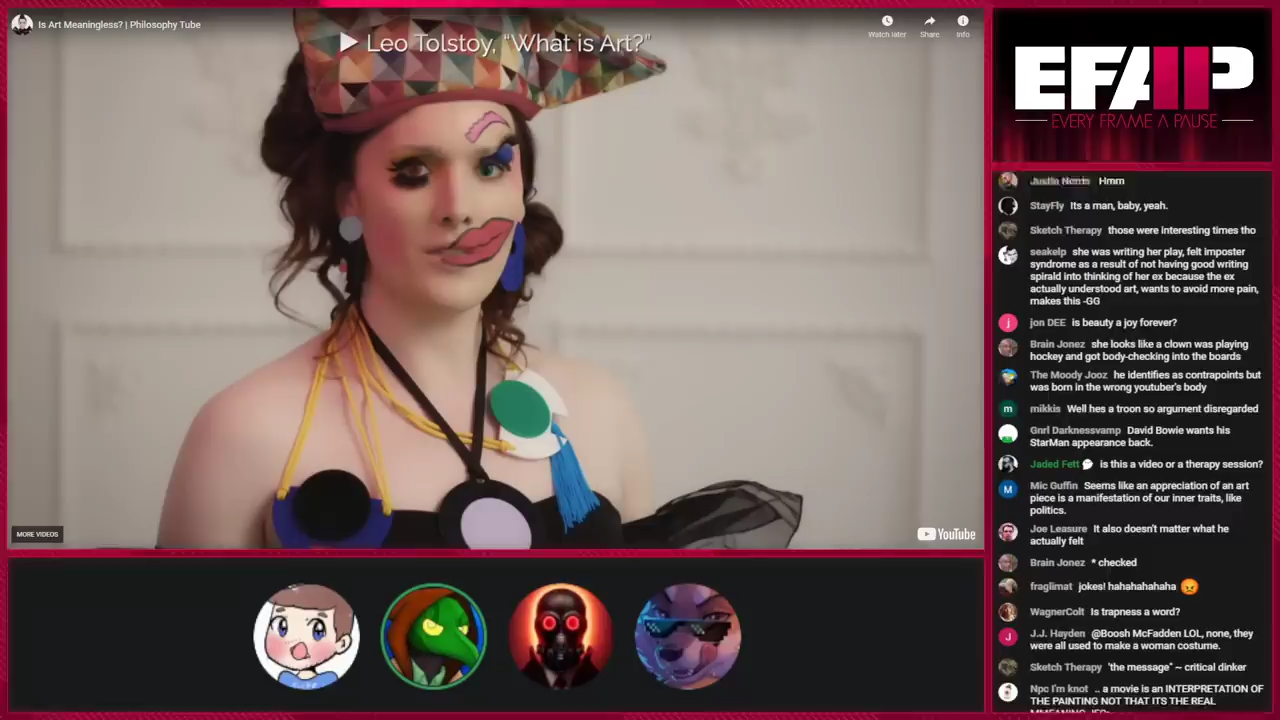 Is Art Meaningless? | Philosophy Tube
Leo Tolstoy, “What is Art?”
Watch later
Share
Info
MORE VIDEOS
YouTube
EFAP
EVERY FRAME A PAUSE
Hmm
StayFly Its a man, baby, yeah.
Sketch Therapy those were interesting times tho
seakelp she was writing her play, felt imposter
syndrome as a result of not having good writing
spirald into thinking of her ex because the ex
actually understood art, wants to avoid more pain,
makes this -GG
jon DEE is beauty a joy forever?
Brain Jonez she looks like a clown was playing
hockey and got body-checking into the boards
The Moody Jooz he identifies as contrapoints but
was born in the wrong youtuber's body
mikkis Well hes a troon so argument disregarded
Gnrl Darknessvamp David Bowie wants his
StarMan appearance back.
Jaded Fett is this a video or a therapy session?
Mic Guffin Seems like an appreciation of an art
piece is a manifestation of our inner traits, like
politics.
Joe Leasure It also doesn't matter what he
actually felt
Brain Jonez * checked
fraglimat jokes! hahahahahaha
WagnerColt Is trapness a word?
J.J. Hayden @Boosh McFadden LOL, none, they
were all used to make a woman costume.
Sketch Therapy 'the message" ~ critical dinker
Npc I'm knot .. a movie is an INTERPRETATION OF
THE PAINTING NOT THAT ITS THE REAL